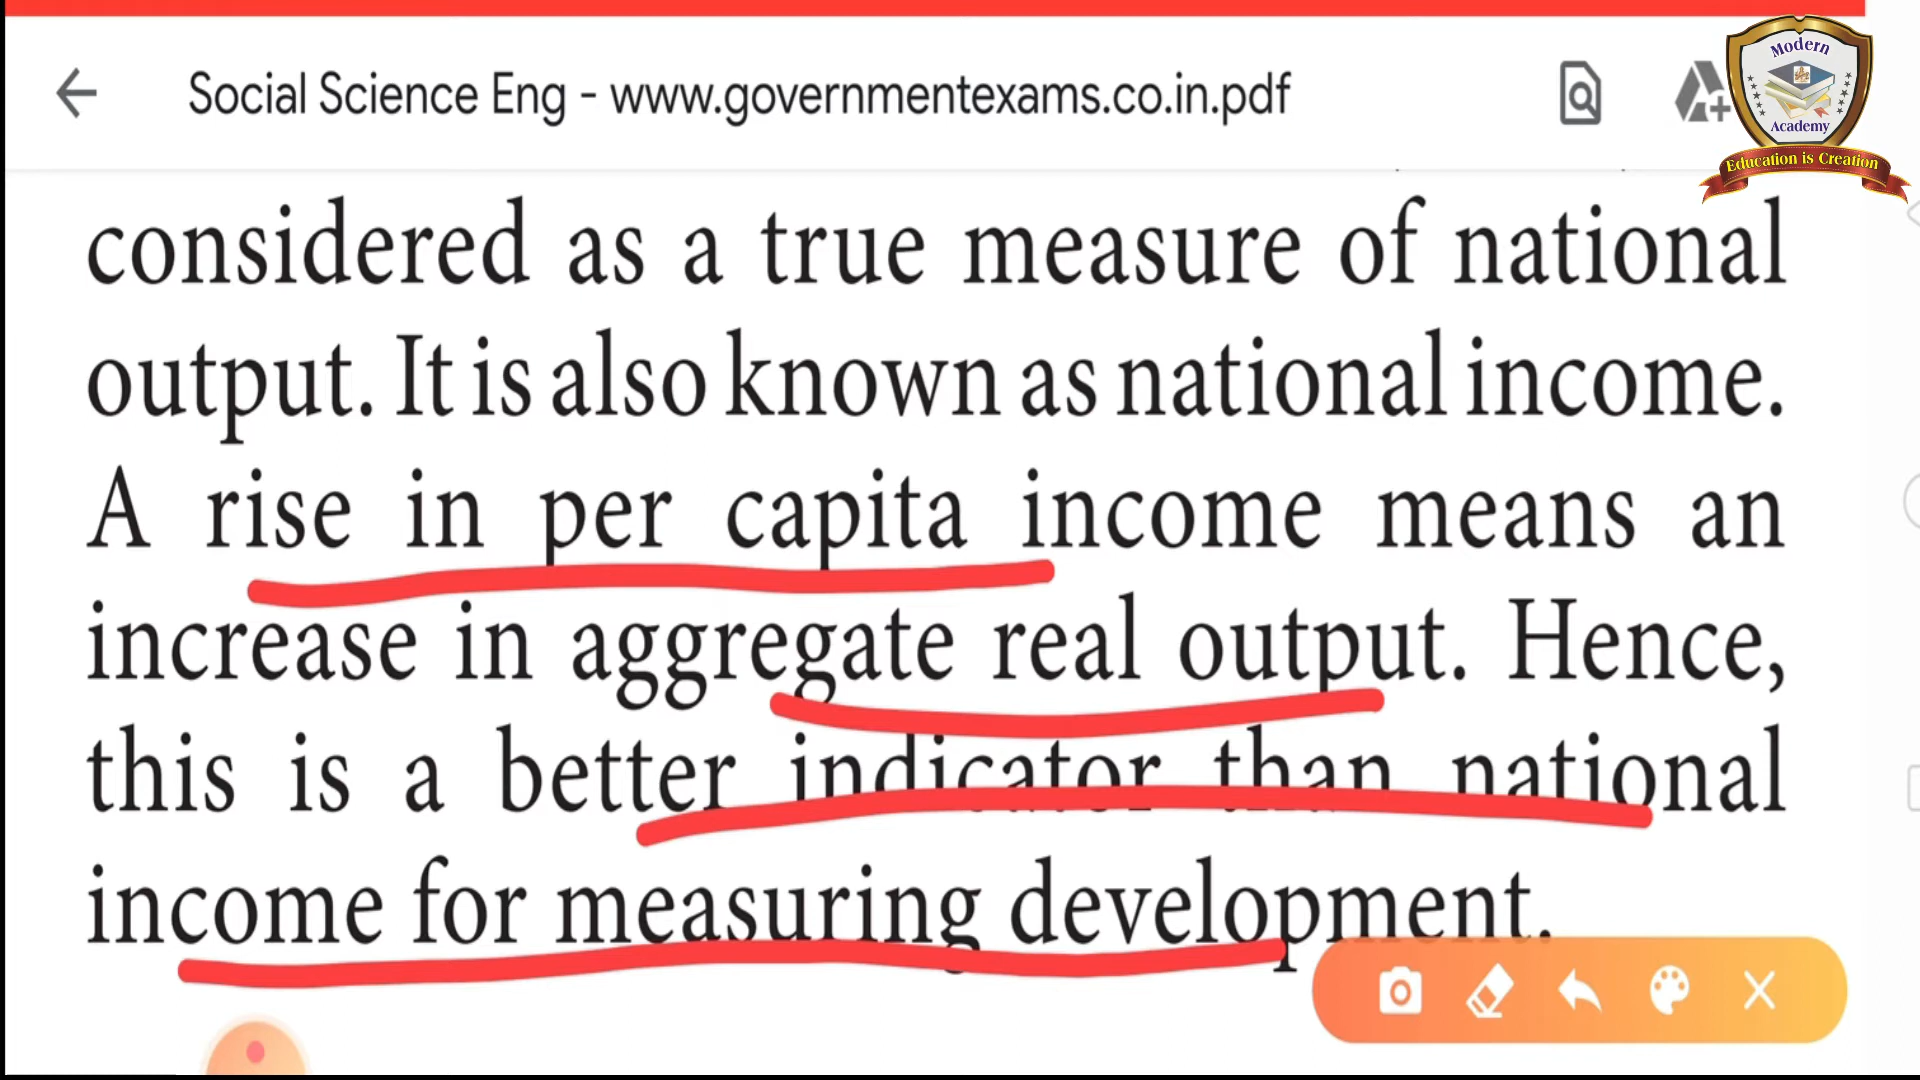 Social Science Eng - www.governmentexams.co.in.pdf
Modern
Academy
Education is Creation
considered as a true measure of national
output. It is also known as national income.
A rise in per capita income means an
increase in aggregate real output. Hence,
this is a better indicator than national
income for measuring development.